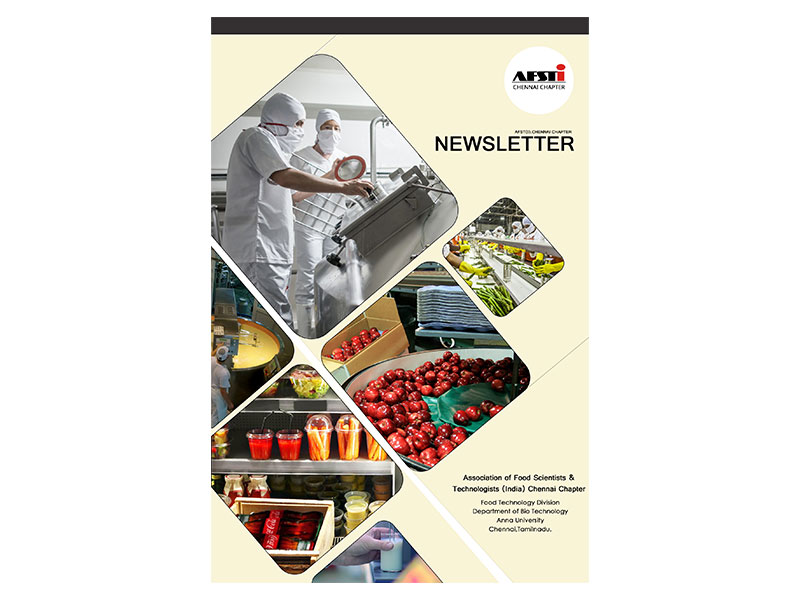 AFSTi
CHENNAI CHAPTER
AFST(I), CHENNAI CHAPTER
NEWSLETTER
Association of Food Scientists &
Technologists (India) Chennai Chapter
Food Technology Division
Department of Bio Technology
Anna University
Chennai,Tamilnadu.